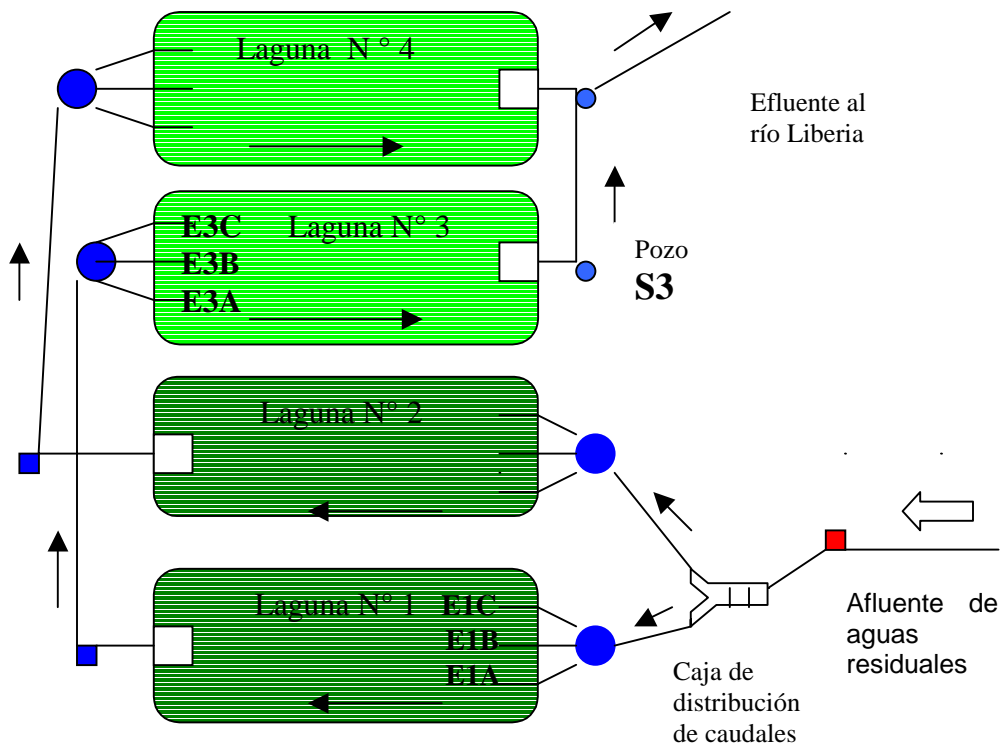 Laguna N ° 4
Efluente al
río Liberia
E3C
Laguna N° 3
E3B
E3A
Pozo
S3
Laguna N° 2
Laguna N° 1
E1C
E1B
E1A
Afluente de
aguas
residuales
Caja de
distribución
de caudales